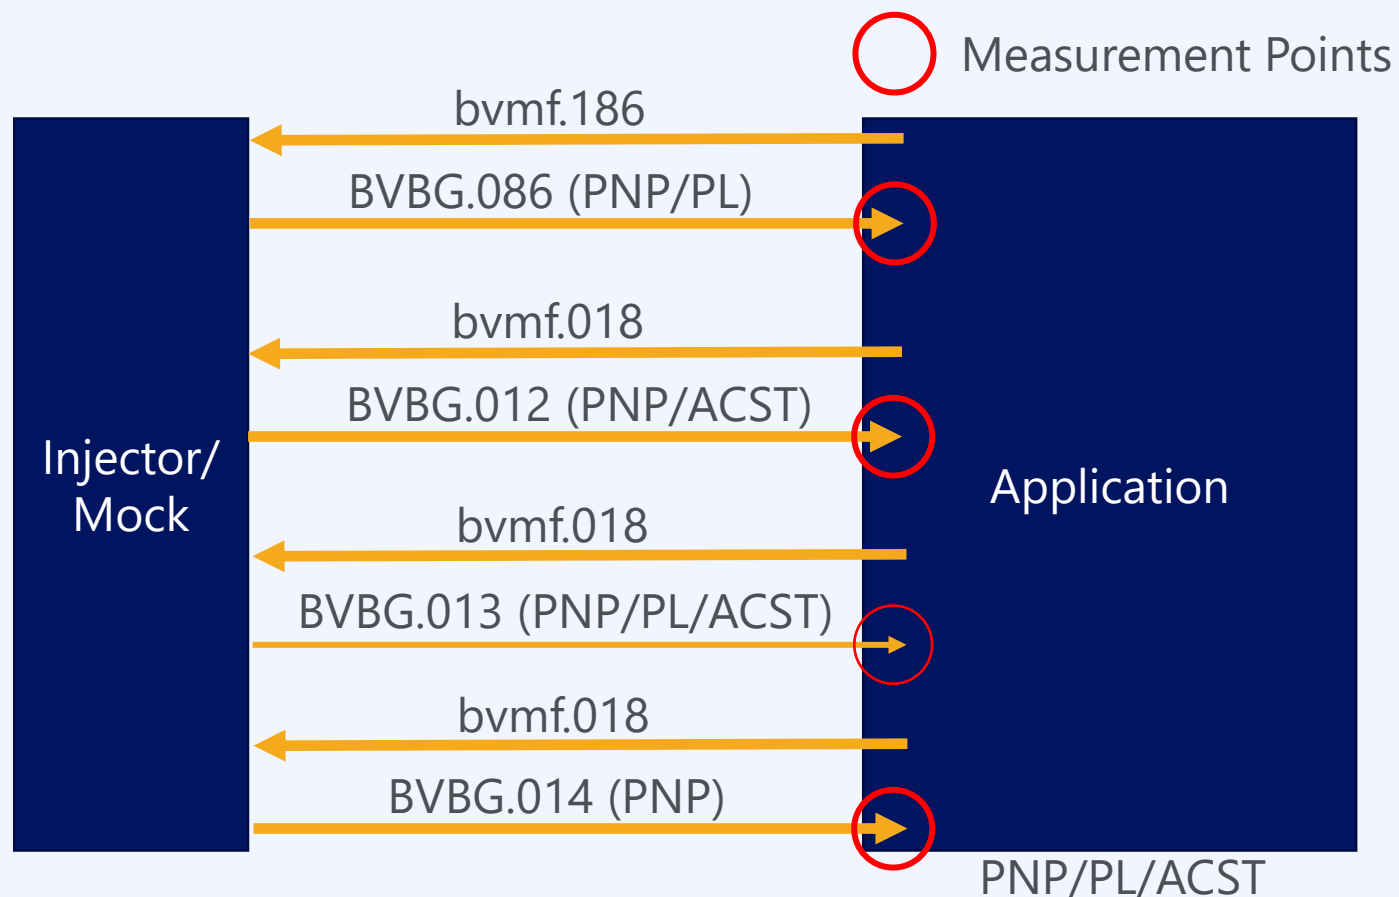 Measurement Points
bvmf.186
BVBG.086 (PNP/PL)
bvmf.018
BVBG.012 (PNP/ACST)
Injector/
Mock
Application
bvmf.018
BVBG.013 (PNP/PL/ACST)
bvmf.018
BVBG.014 (PNP)
PNP/PL/ACST